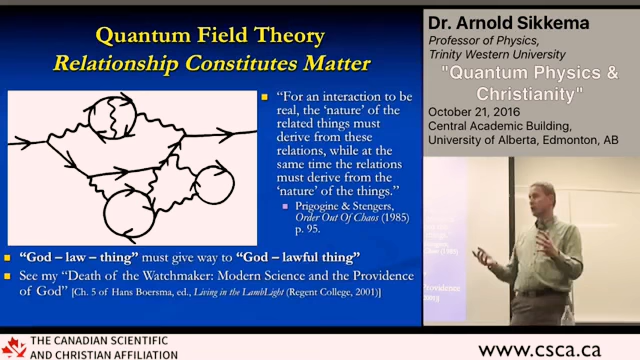 Quantum Field Theory
Relationship Constitutes Matter
“For an interaction to be
real, the ‘nature’ of the
related things must
derive from these
relations, while at the
same time the relations
must derive from the
‘nature’ of the things.”
Prigogine & Stengers,
Order Out Of Chaos (1985)
p. 95.
“God – law – thing” must give way to “God – lawful thing”
See my “Death of the Watchmaker: Modern Science and the Providence
of God” [Ch. 5 of Hans Boersma, ed., Living in the LambLight (Regent College, 2001)]
Dr. Arnold Sikkema
Professor of Physics,
Trinity Western University
"Quantum Physics &
Christianity"
October 21, 2016
Central Academic Building,
University of Alberta, Edmonton, AB
THE CANADIAN SCIENTIFIC
AND CHRISTIAN AFFILIATION
www.csca.ca